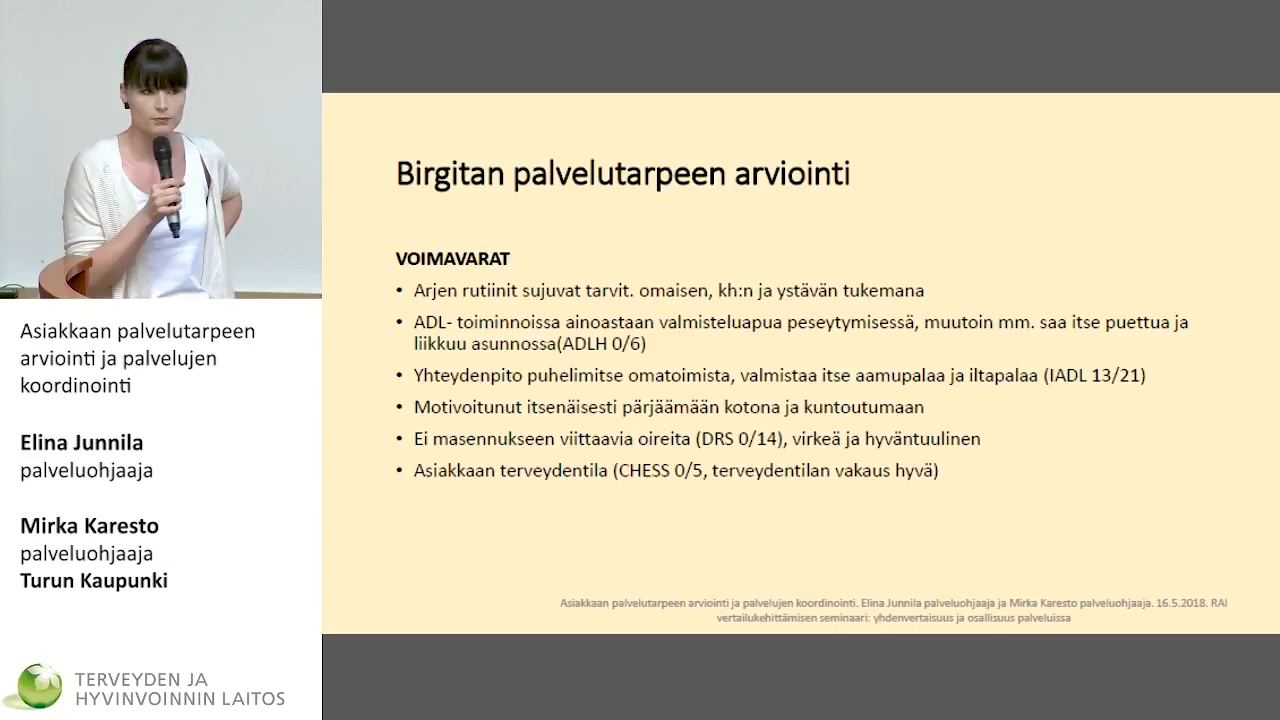 Asiakkaan palvelutarpeen
arviointi ja palvelujen
koordinointi
Elina Junnila
palveluohjaaja
Mirka Karesto
palveluohjaaja
Turun Kaupunki
TERVEYDEN JA
HYVINVOINNIN LAITOS
Birgitan palvelutarpeen arviointi
VOIMAVARAT
• Arjen rutiinit sujuvat tarvit. omaisen, kh:n ja ystävän tukemana
• ADL- toiminnoissa ainoastaan valmisteluapua peseytymisessä, muutoin mm. saa itse puettua ja
liikkuu asunnossa(ADLH 0/6)
• Yhteydenpito puhelimitse omatoimista, valmistaa itse aamupalaa ja iltapalaa (IADL 13/21)
• Motivoitunut itsenäisesti pärjäämään kotona ja kuntoutumaan
• Ei masennukseen viittaavia oireita (DRS 0/14), virkeä ja hyväntuulinen
• Asiakkaan terveydentila (CHESS 0/5, terveydentilan vakaus hyvä)
Asiakkaan palvelutarpeen arviointi ja palvelujen koordinointi. Elina Junnila palveluohjaaja ja Mirka Karesto palveluohjaaja. 16.5.2018. RAI
vertailukehittämisen seminaari: yhdenvertaisuus ja osallisuus palveluissa